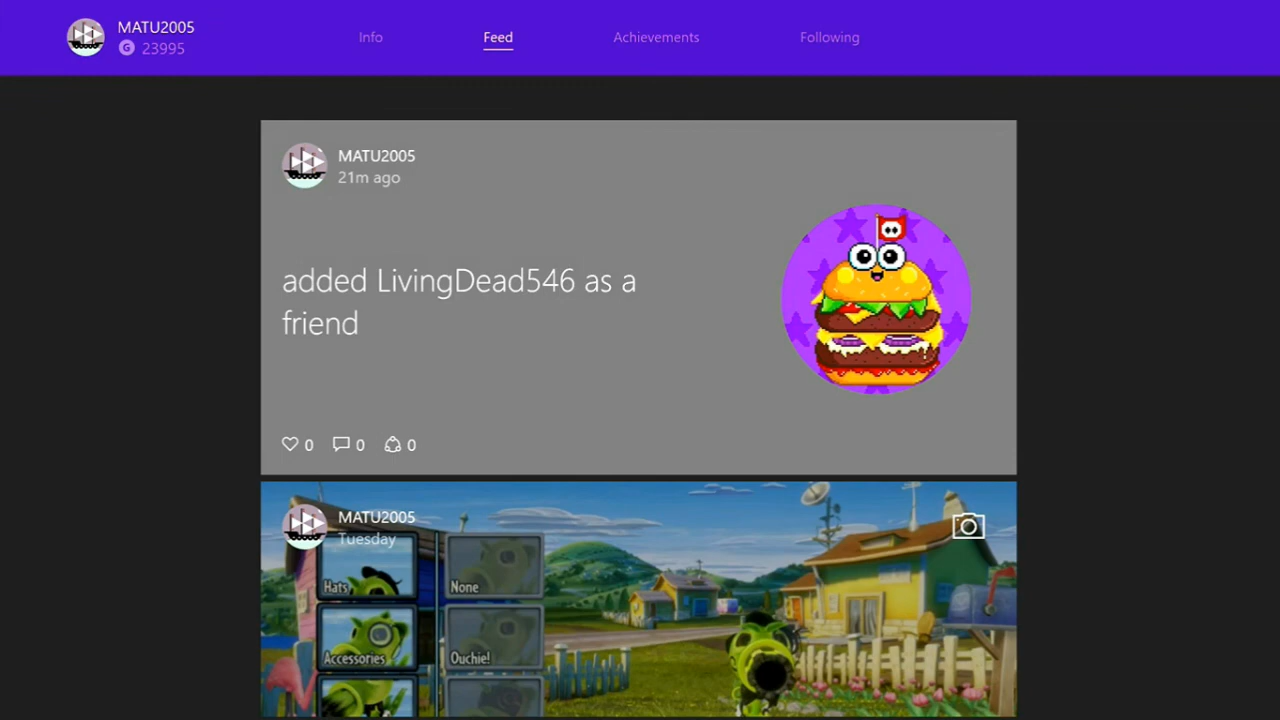 MATU2005
G 23995
Info
Feed
Achievements
Following
MATU2005
21m ago
added LivingDead546 as a
friend
0
0
0
MATU2005
Tuesday
Hats
None
Accessories
Ouchie!